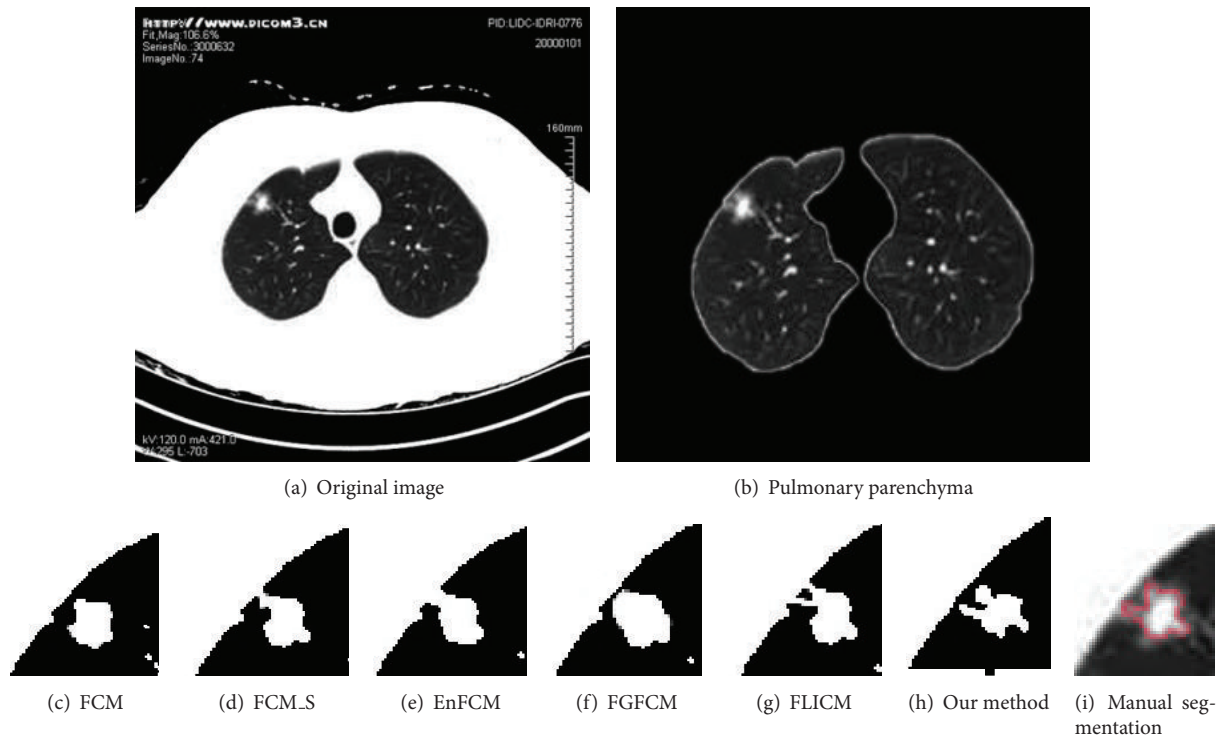 HTTP://WWW.DICOM3.CN
Fit,Mag:106.6%
SeriesNo.:3000632
ImageNo.:74
PID:LIDC-IDRI-0776
20000101
160mm
kV:120.0 mA:421.0
295 L:-703
(a) Original image
(b) Pulmonary parenchyma
(c) FCM
(d) FCM_S
(e) EnFCM
(f) FGFCM
(g) FLICM
(h) Our method
(i) Manual seg-
mentation